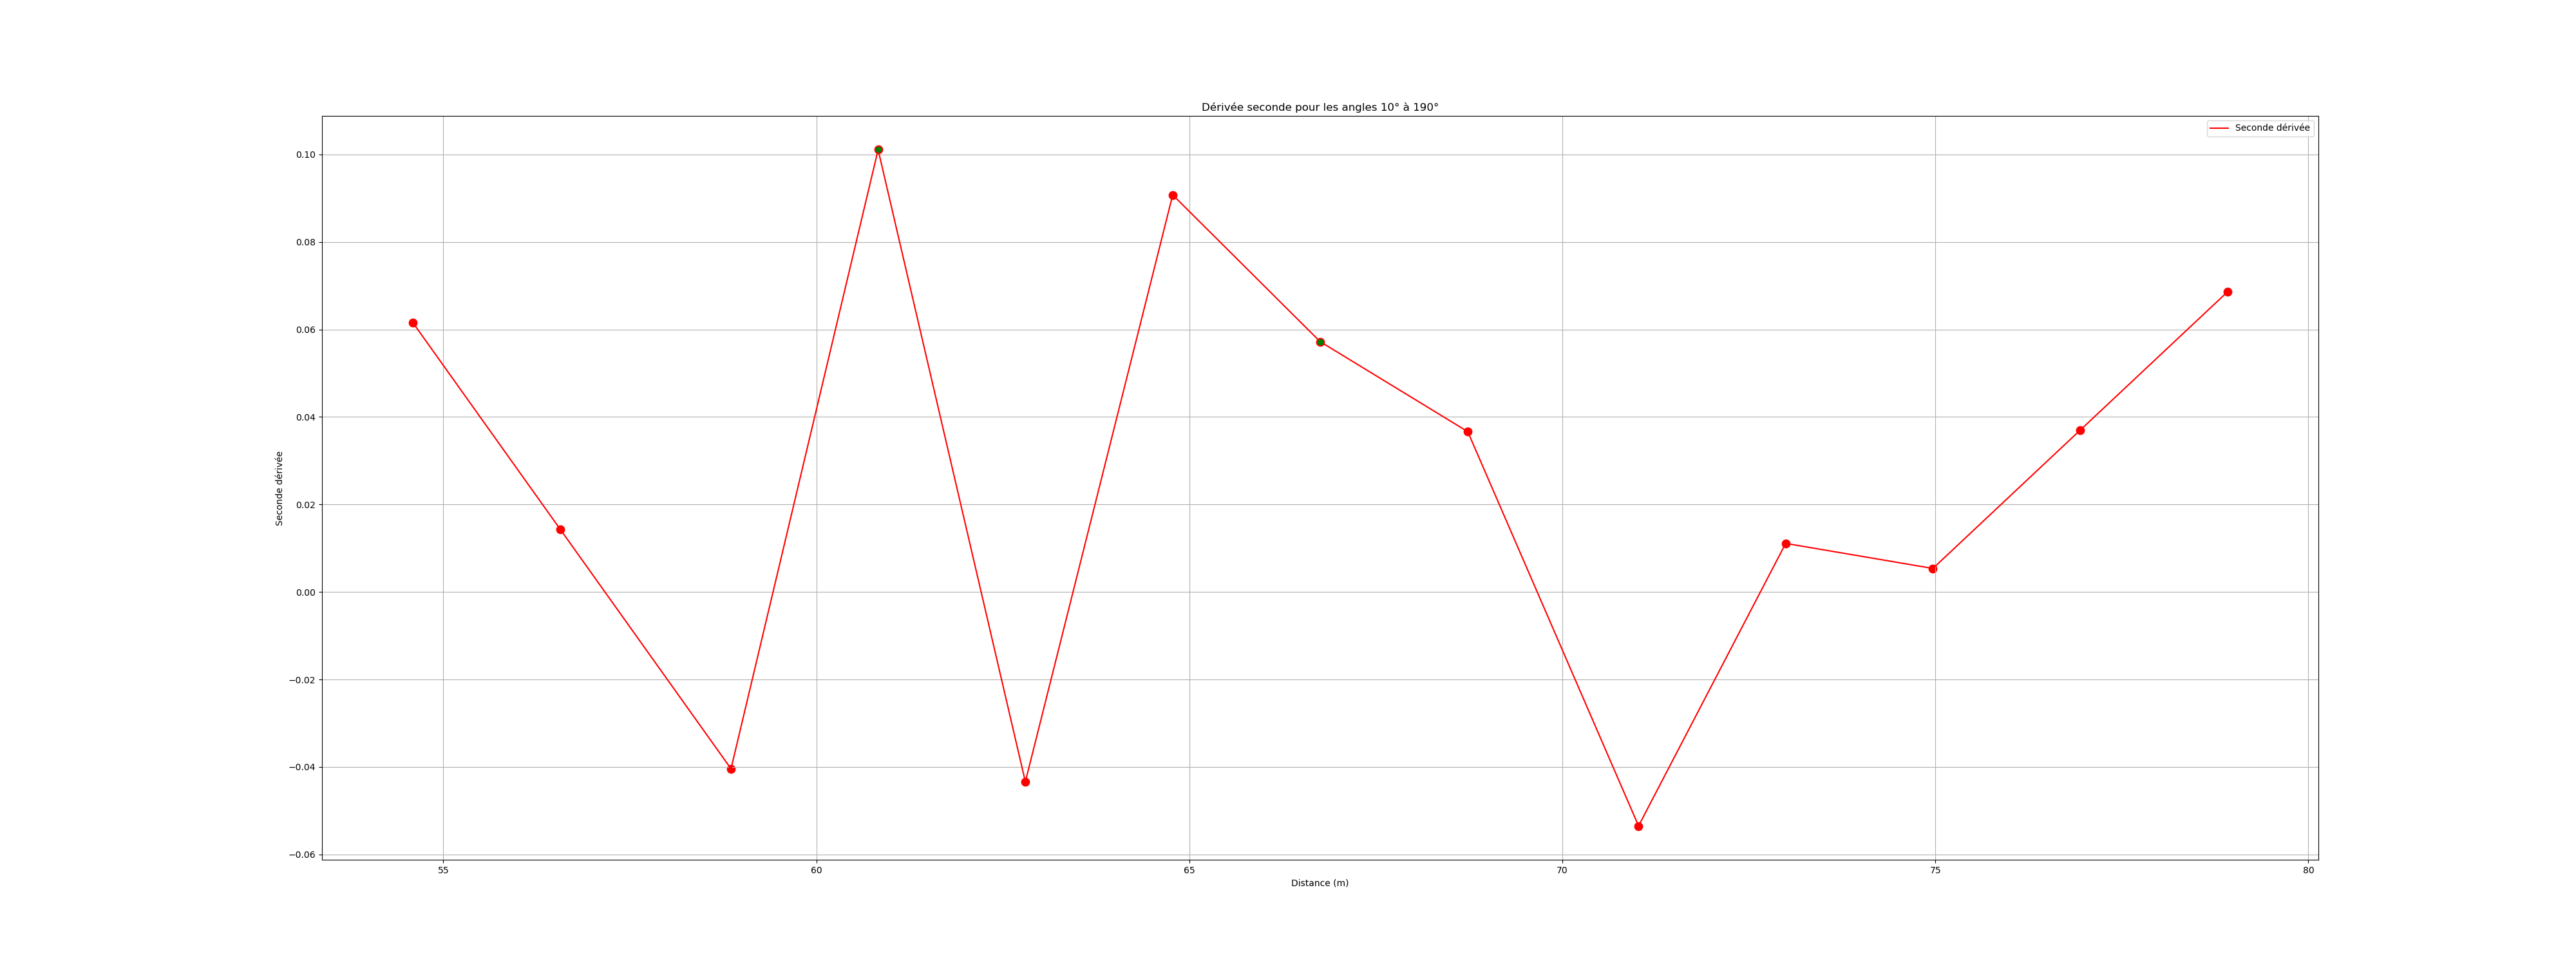 Dérivée seconde pour les angles 10° à 190°
Seconde dérivée
0.10
0.08
0.06
0.04
0.02
0.00
−0.02
−0.04
−0.06
Seconde dérivée
55 60 65 70 75 80
Distance (m)